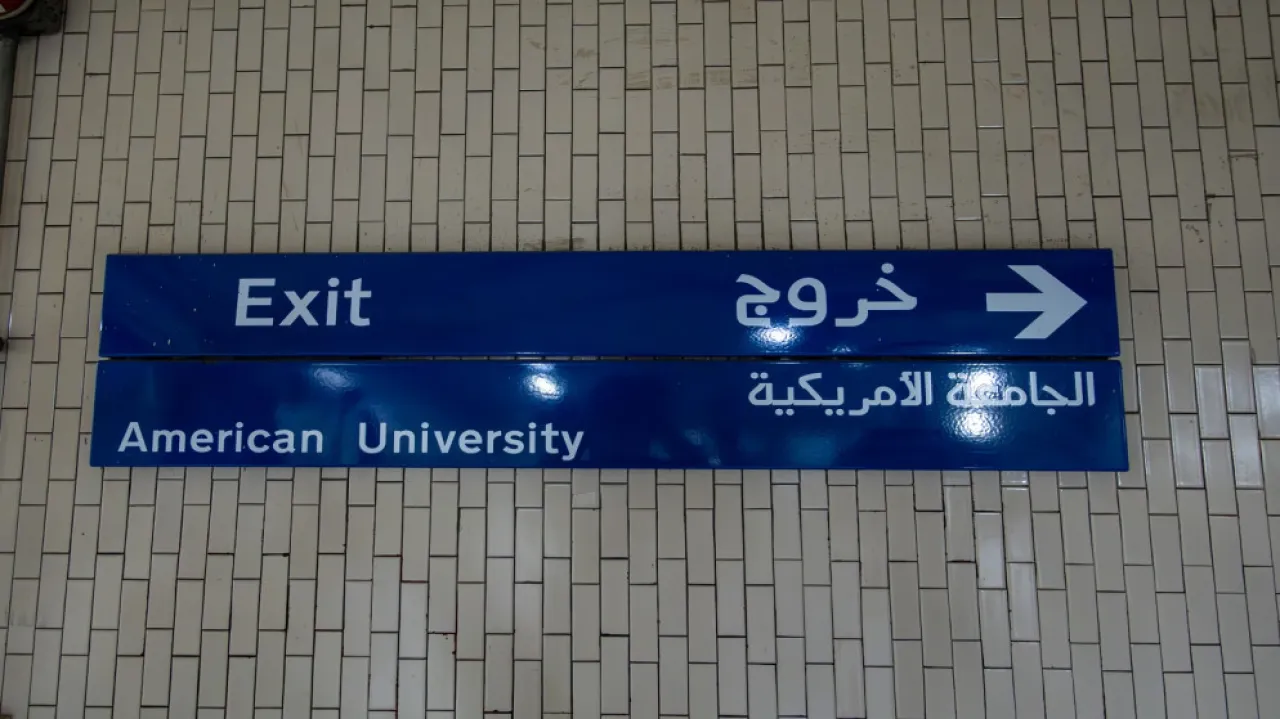 Exit خروج
الجامعة الأمريكية
American University